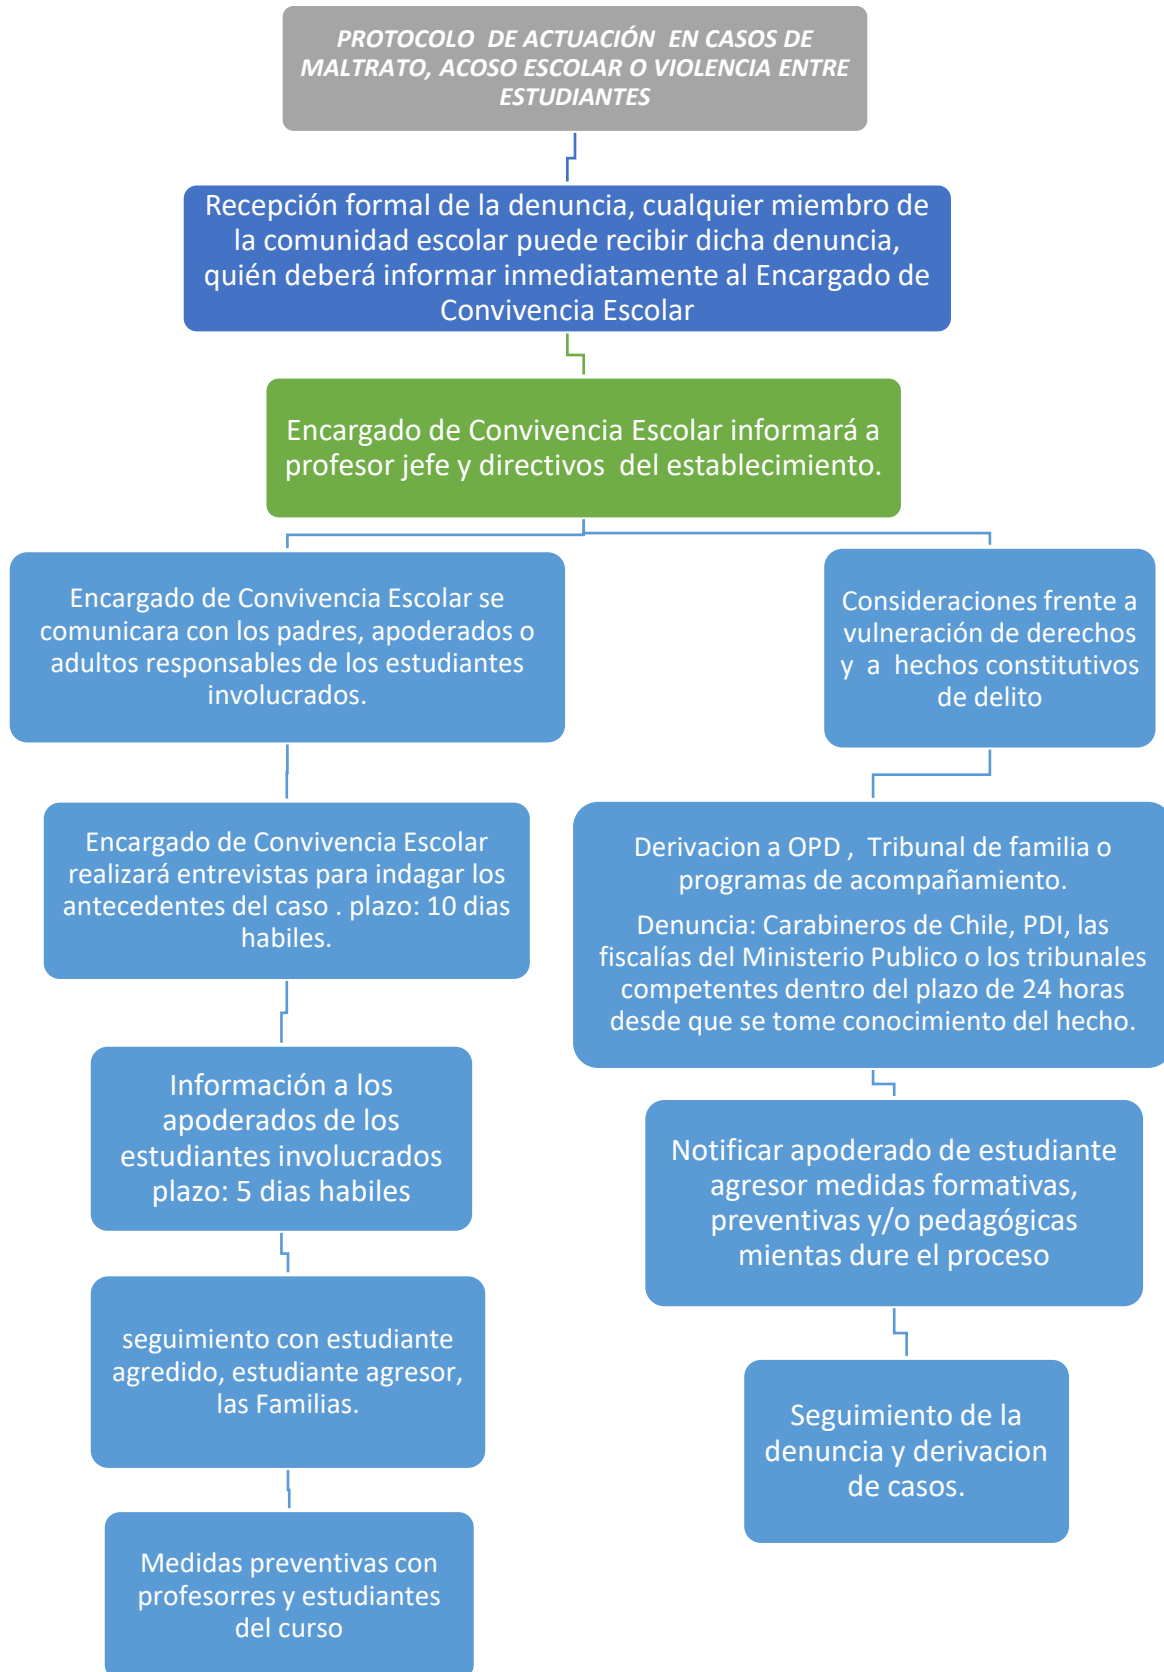 PROTOCOLO DE ACTUACIÓN EN CASOS DE
MALTRATO, ACOSO ESCOLAR O VIOLENCIA ENTRE
ESTUDIANTES
Recepción formal de la denuncia, cualquier miembro de
la comunidad escolar puede recibir dicha denuncia,
quién deberá informar inmediatamente al Encargado de
Convivencia Escolar
Encargado de Convivencia Escolar informará a
profesor jefe y directivos del establecimiento.
Encargado de Convivencia Escolar se
comunicara con los padres, apoderados o
adultos responsables de los estudiantes
involucrados.
Encargado de Convivencia Escolar
realizará entrevistas para indagar los
antecedentes del caso . plazo: 10 dias
habiles.
Información a los
apoderados de los
estudiantes involucrados
plazo: 5 dias habiles
seguimiento con estudiante
agredido, estudiante agresor,
las Familias.
Medidas preventivas con
profesorres y estudiantes
del curso
Consideraciones frente a
vulneración de derechos
y a hechos constitutivos
de delito
Derivacion a OPD , Tribunal de familia o
programas de acompañamiento.
Denuncia: Carabineros de Chile, PDI, las
fiscalías del Ministerio Publico o los tribunales
competentes dentro del plazo de 24 horas
desde que se tome conocimiento del hecho.
Notificar apoderado de estudiante
agresor medidas formativas,
preventivas y/o pedagógicas
mientas dure el proceso
Seguimiento de la
denuncia y derivacion
de casos.